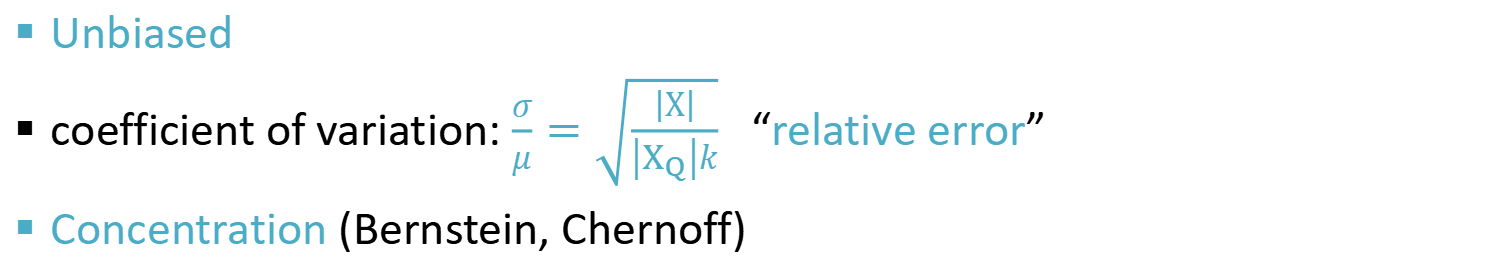 ▪ Unbiased
▪ coefficient of variation: σ/μ = √(|X|/(|X_Q|k)) “relative error”
▪ Concentration (Bernstein, Chernoff)